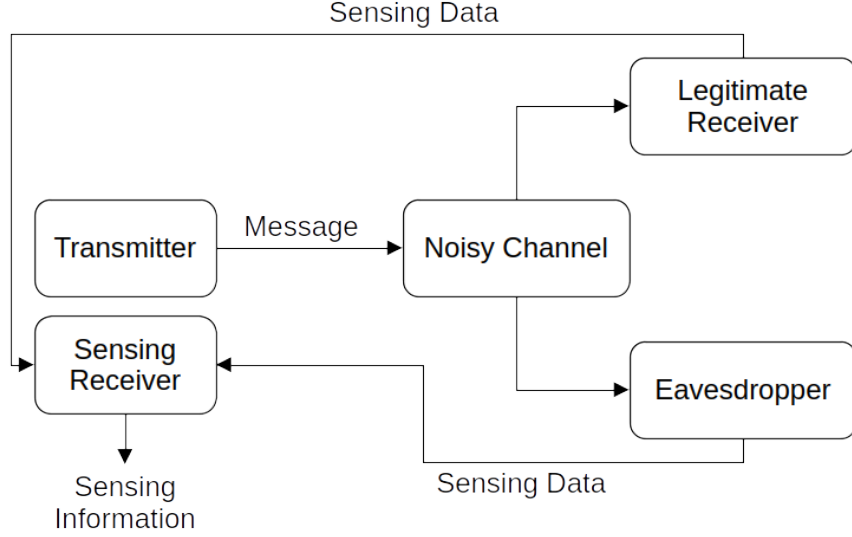 Sensing Data
Legitimate
Receiver
Message
Transmitter
Noisy Channel
Sensing
Receiver
Eavesdropper
Sensing Data
Sensing
Information